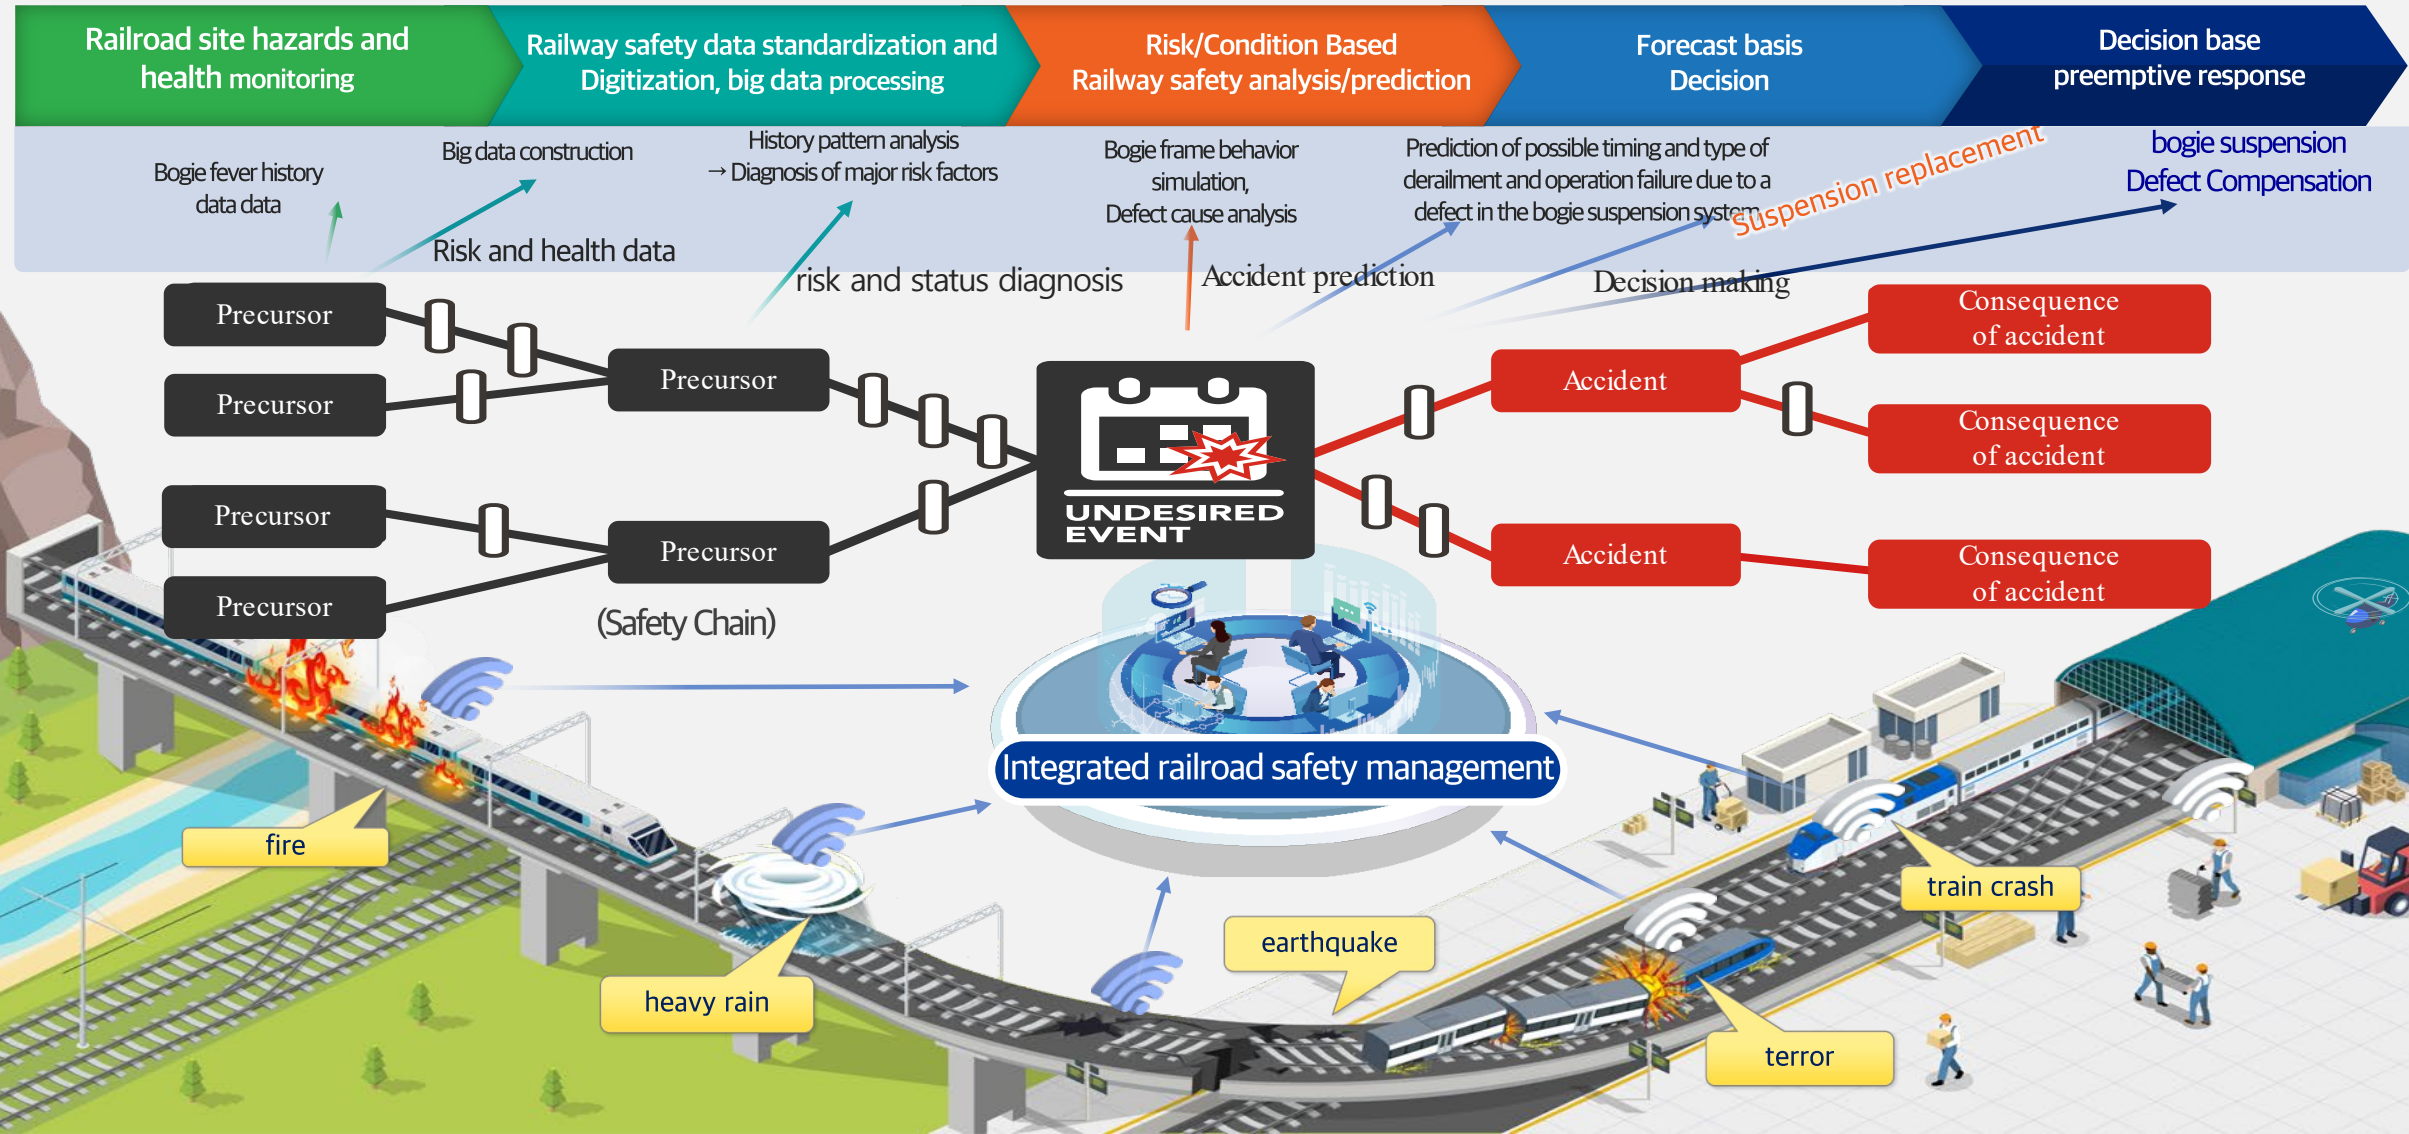 Railroad site hazards and
health monitoring
Railway safety data standardization and
Digitization, big data processing
Risk/Condition Based
Railway safety analysis/prediction
Forecast basis
Decision
Decision base
preemptive response
Bogie fever history
data data
Big data construction
History pattern analysis
→ Diagnosis of major risk factors
Bogie frame behavior
simulation,
Defect cause analysis
Prediction of possible timing and type of
derailment and operation failure due to a
defect in the bogie suspension system
Suspension replacement
bogie suspension
Defect Compensation
Risk and health data
risk and status diagnosis
Accident prediction
Decision making
Precursor
Precursor
Precursor
Precursor
Precursor
Precursor
(Safety Chain)
UNDESIRED
EVENT
Accident
Accident
Consequence
of accident
Consequence
of accident
Consequence
of accident
Integrated railroad safety management
fire
heavy rain
earthquake
train crash
terror